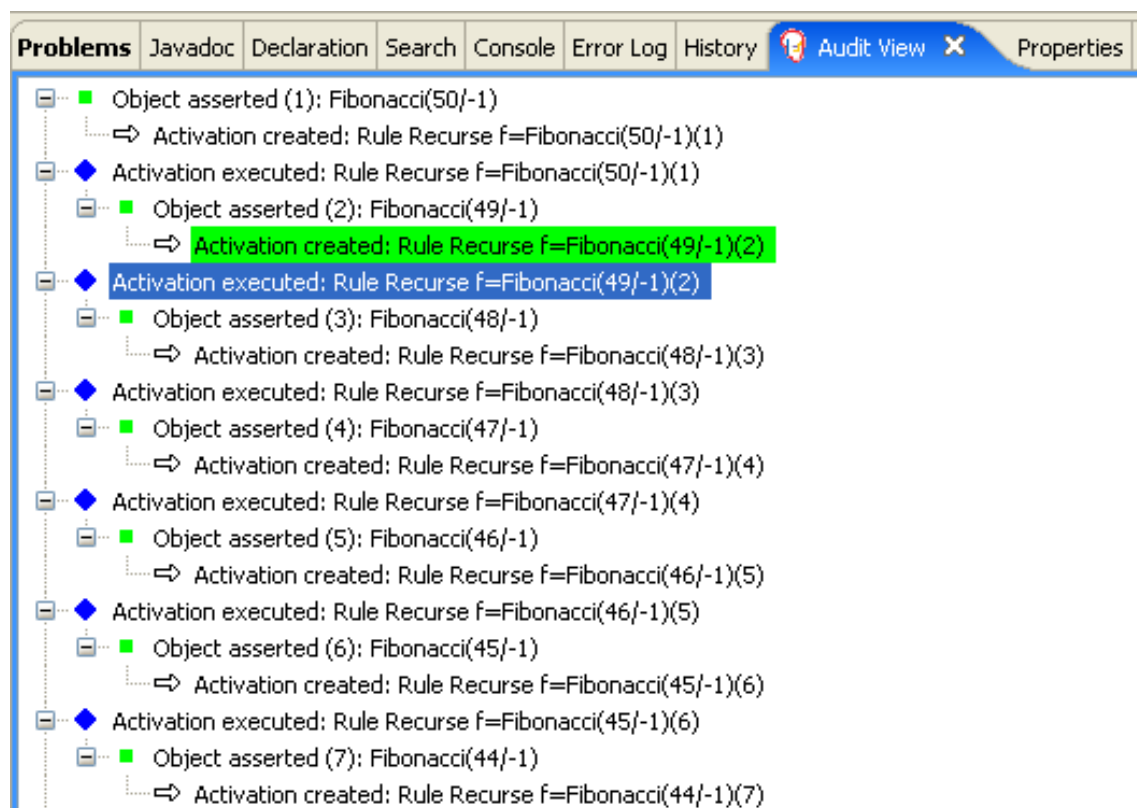 Problems Javadoc Declaration Search Console Error Log History Audit View Properties
Object asserted (1): Fibonacci(50/-1)
Activation created: Rule Recurse f=Fibonacci(50/-1)(1)
Activation executed: Rule Recurse f=Fibonacci(50/-1)(1)
Object asserted (2): Fibonacci(49/-1)
Activation created: Rule Recurse f=Fibonacci(49/-1)(2)
Activation executed: Rule Recurse f=Fibonacci(49/-1)(2)
Object asserted (3): Fibonacci(48/-1)
Activation created: Rule Recurse f=Fibonacci(48/-1)(3)
Activation executed: Rule Recurse f=Fibonacci(48/-1)(3)
Object asserted (4): Fibonacci(47/-1)
Activation created: Rule Recurse f=Fibonacci(47/-1)(4)
Activation executed: Rule Recurse f=Fibonacci(47/-1)(4)
Object asserted (5): Fibonacci(46/-1)
Activation created: Rule Recurse f=Fibonacci(46/-1)(5)
Activation executed: Rule Recurse f=Fibonacci(46/-1)(5)
Object asserted (6): Fibonacci(45/-1)
Activation created: Rule Recurse f=Fibonacci(45/-1)(6)
Activation executed: Rule Recurse f=Fibonacci(45/-1)(6)
Object asserted (7): Fibonacci(44/-1)
Activation created: Rule Recurse f=Fibonacci(44/-1)(7)